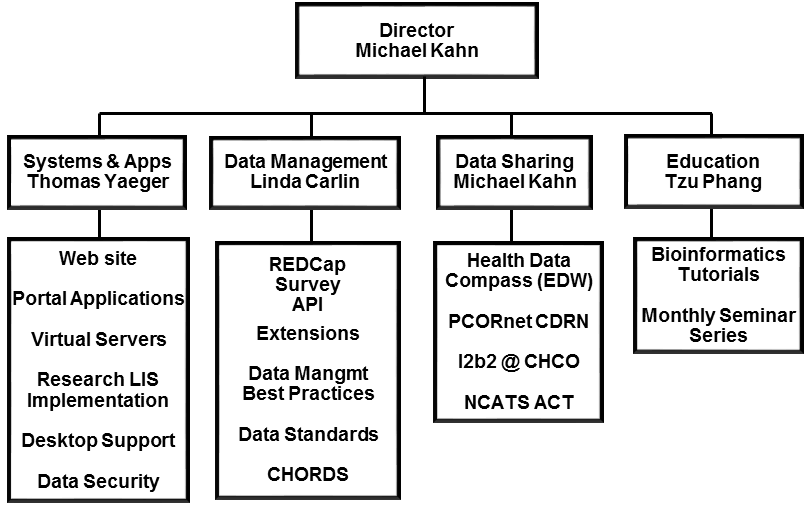 Director
Michael Kahn
Systems & Apps
Thomas Yaeger
Data Management
Linda Carlin
Data Sharing
Michael Kahn
Education
Tzu Phang
Web site
Portal Applications
Virtual Servers
Research LIS
Implementation
Desktop Support
Data Security
REDCap
Survey
API
Extensions
Data Mangmt
Best Practices
Data Standards
CHORDS
Health Data
Compass (EDW)
PCORnet CDRN
I2b2 @ CHCO
NCATS ACT
Bioinformatics
Tutorials
Monthly Seminar
Series